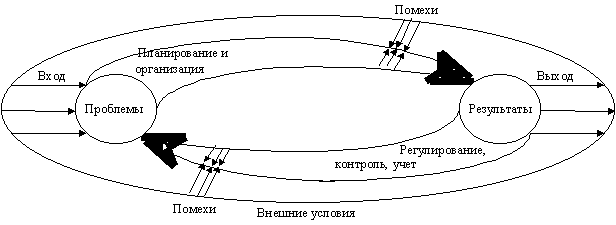 Помехи
Планирование и
организация
Вход
Выход
Проблемы
Результаты
Регулирование,
контроль, учет
Помехи
Внешние условия